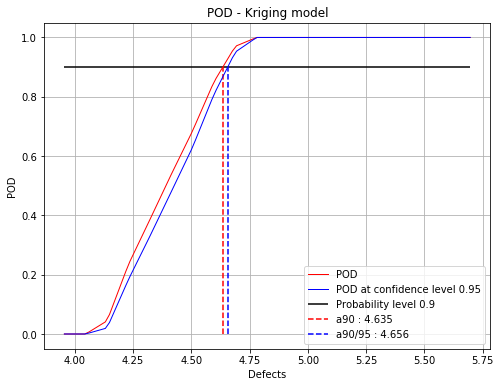 POD - Kriging model
1.0
0.8
0.6
0.4
0.2
0.0
POD
4.00
4.25
4.50
4.75
5.00
5.25
5.50
5.75
Defects
POD
POD at confidence level 0.95
Probability level 0.9
a90 : 4.635
a90/95 : 4.656